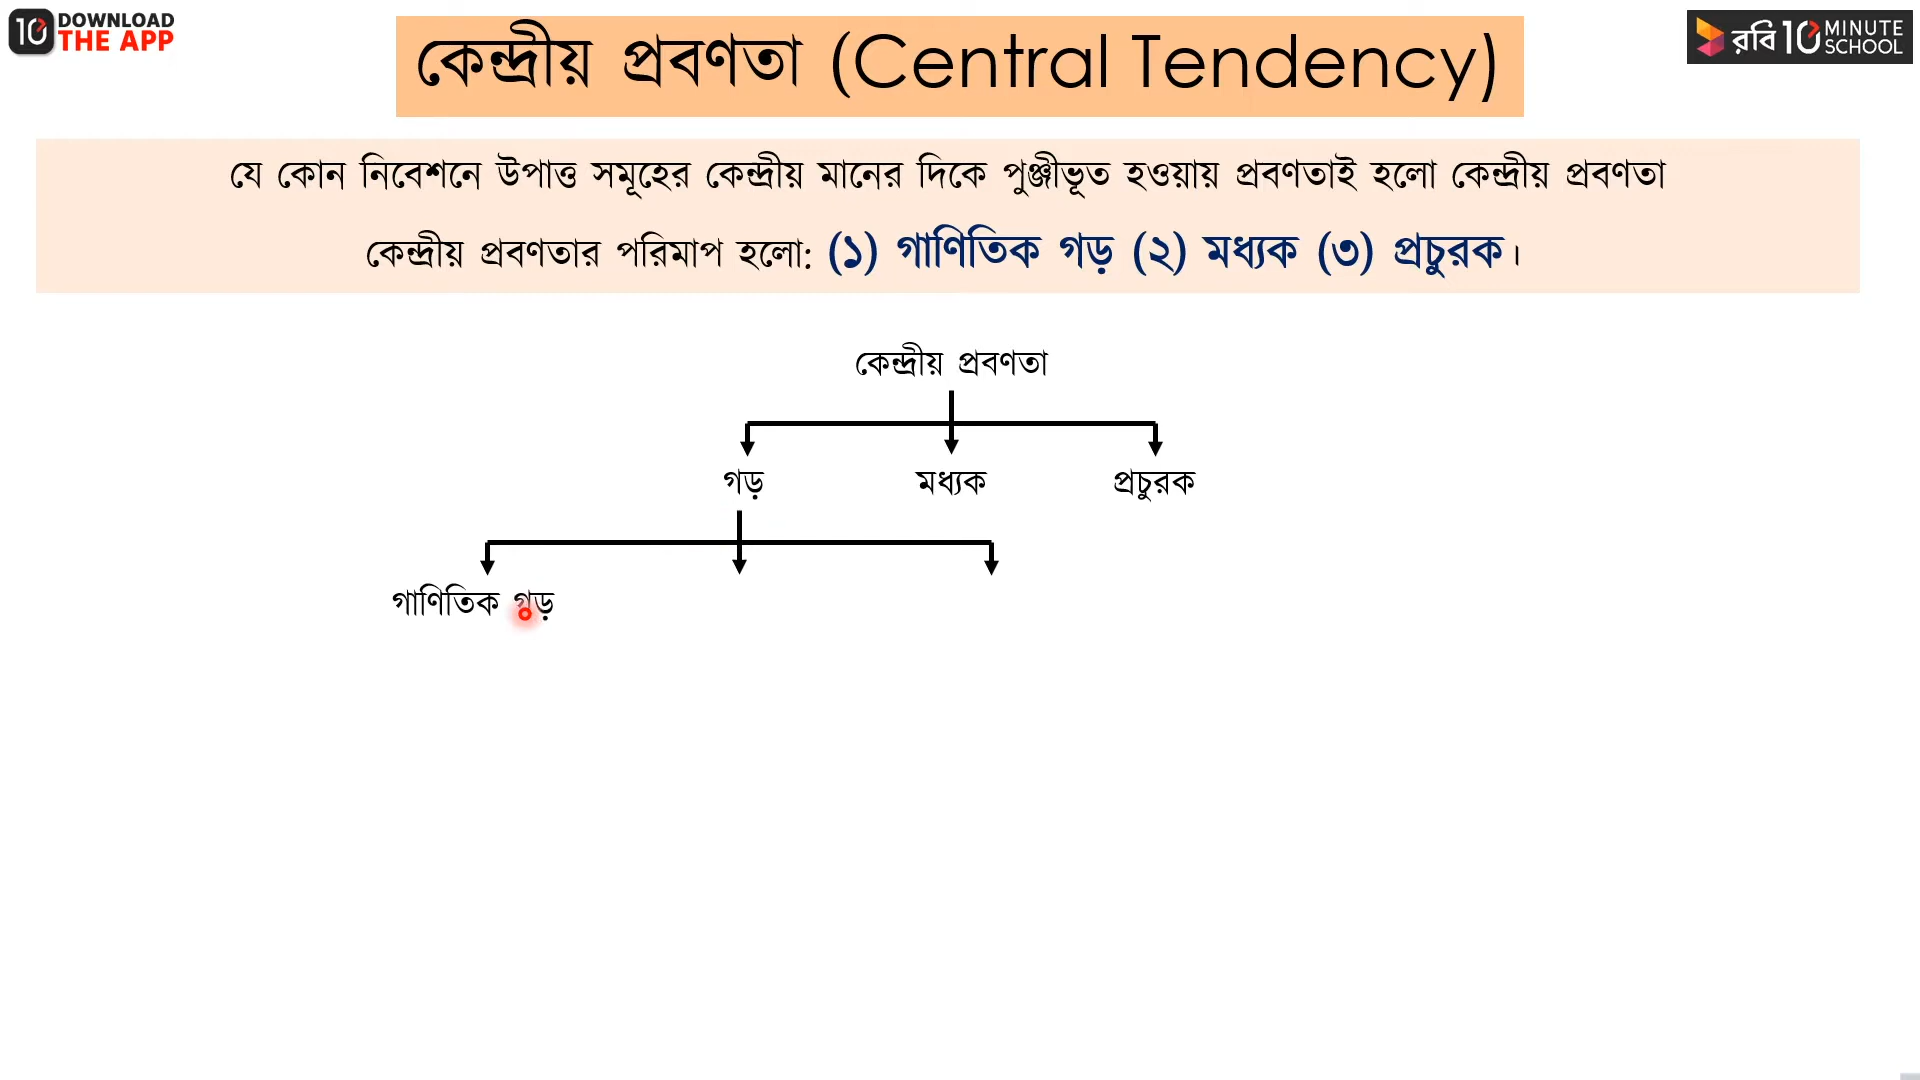 10 DOWNLOAD
THE APP
কেন্দ্রীয় প্রবণতা (Central Tendency)
রবি 10 MINUTE
SCHOOL
যে কোন নিবেশনে উপাত্ত সমূহের কেন্দ্রীয় মানের দিকে পুঞ্জীভূত হওয়ায় প্রবণতাই হলো কেন্দ্রীয় প্রবণতা
কেন্দ্রীয় প্রবণতার পরিমাপ হলো: (১) গাণিতিক গড় (২) মধ্যক (৩) প্রচুরক।
কেন্দ্রীয় প্রবণতা
গড় মধ্যক প্রচুরক
গাণিতিক গড়